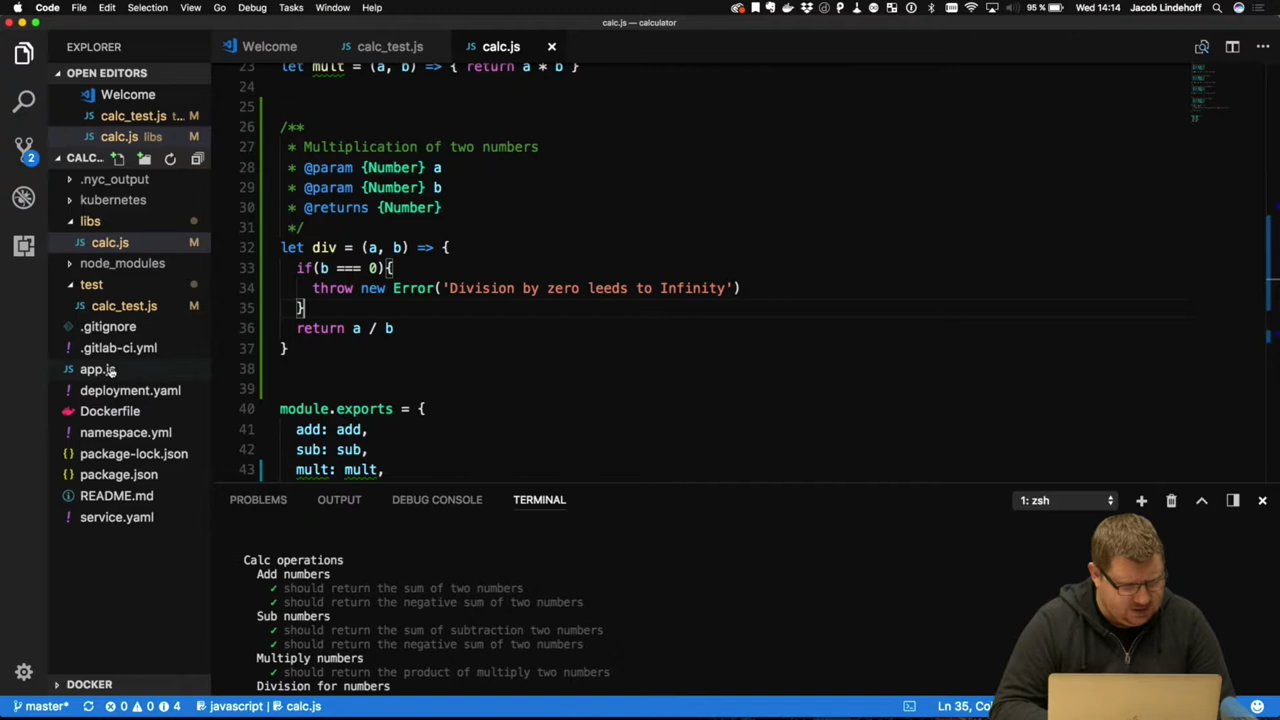 Code File Edit Selection View Go Debug Tasks Window Help 95 % Wed 14:14 Jacob Lindehoff
calc.js — calculator
EXPLORER
OPEN EDITORS
Welcome
calc_test.js t... M
calc.js libs M
CALC...
.nyc_output
kubernetes
libs
JS calc.js M
node_modules
test
JS calc_test.js M
.gitignore
! .gitlab-ci.yml
JS app.js
! deployment.yaml
Dockerfile
! namespace.yml
{} package-lock.json
{} package.json
README.md
! service.yaml
DOCKER
2
Welcome JS calc_test.js JS calc.js
23 let mult = (a, b) => { return a * b }
24
25
26 /**
27 * Multiplication of two numbers
28 * @param {Number} a
29 * @param {Number} b
30 * @returns {Number}
31 */
32 let div = (a, b) => {
33 if(b === 0){
34 throw new Error('Division by zero leeds to Infinity')
35 }
36 return a / b
37 }
38
39
40 module.exports = {
41 add: add,
42 sub: sub,
43 mult: mult,
PROBLEMS OUTPUT DEBUG CONSOLE TERMINAL 1: zsh
Calc operations
Add numbers
✓ should return the sum of two numbers
✓ should return the negative sum of two numbers
Sub numbers
✓ should return the sum of subtraction two numbers
✓ should return the negative sum of two numbers
Multiply numbers
✓ should return the product of multiply two numbers
Division for numbers
master* 0 0 4 javascript calc.js Ln 35,